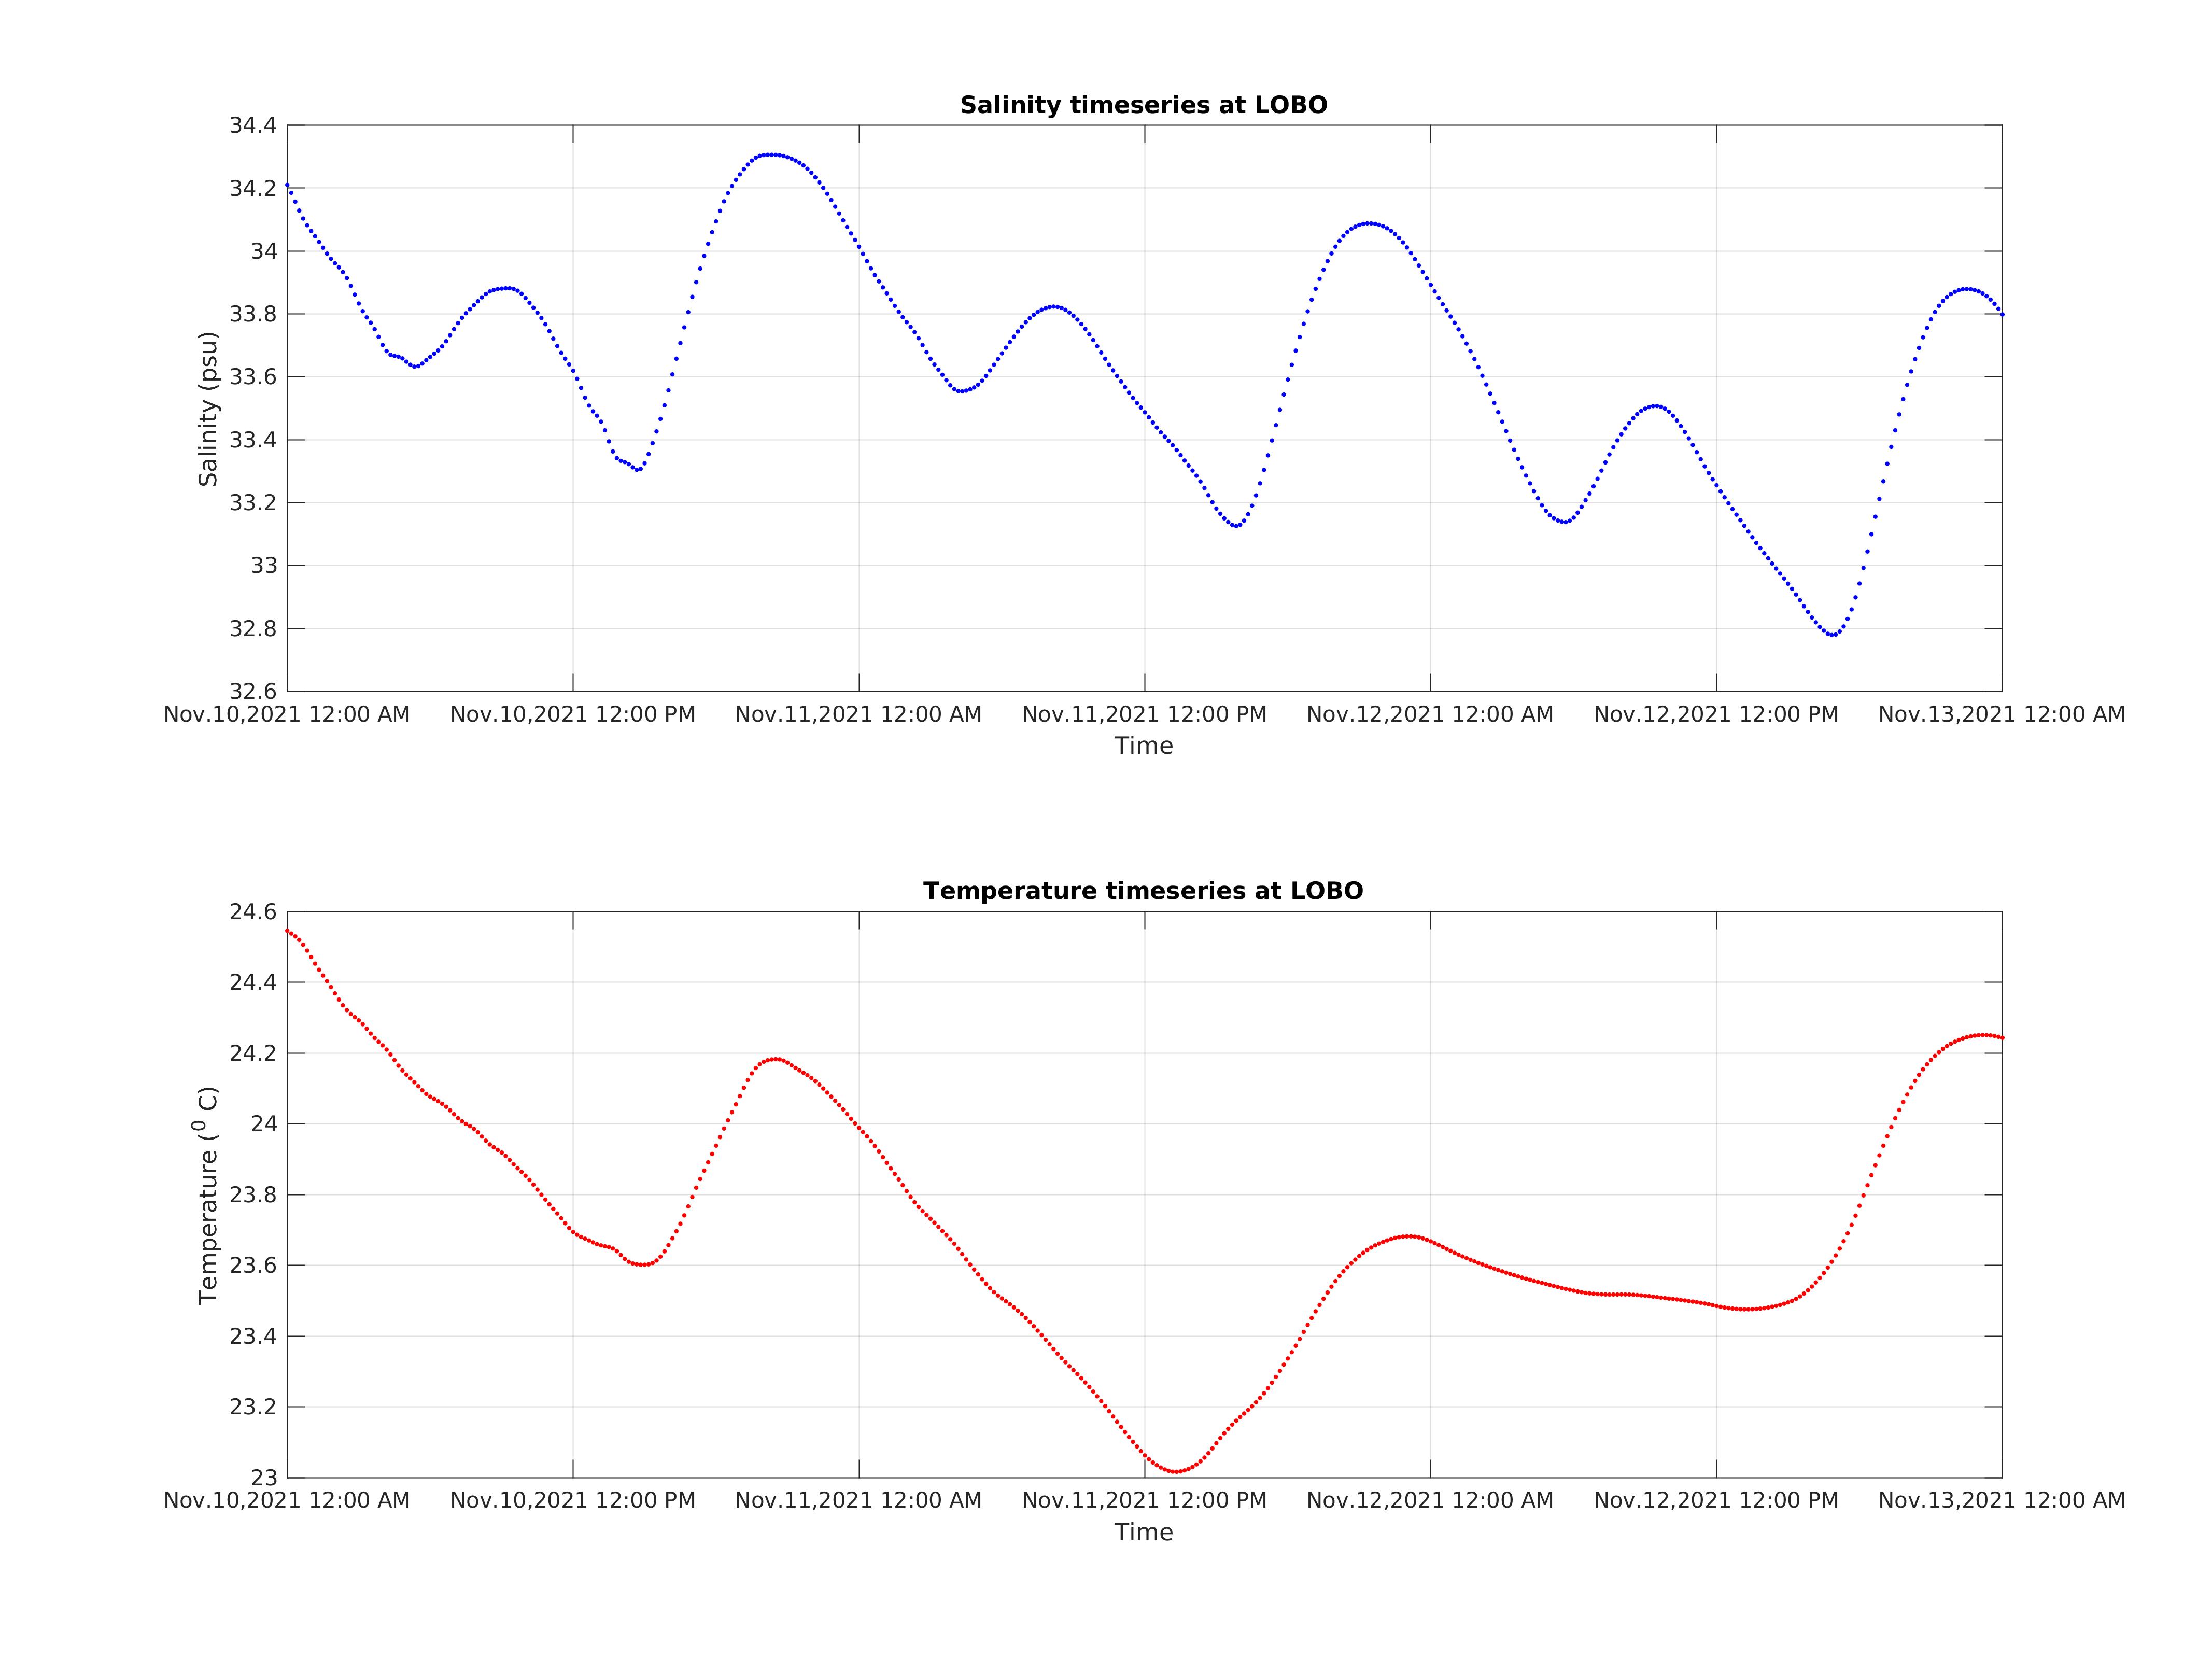 Salinity timeseries at LOBO
34.4
34.2
34
33.8
33.6
33.4
33.2
33
32.8
32.6
Salinity (psu)
Nov.10,2021 12:00 AM Nov.10,2021 12:00 PM Nov.11,2021 12:00 AM Nov.11,2021 12:00 PM Nov.12,2021 12:00 AM Nov.12,2021 12:00 PM Nov.13,2021 12:00 AM
Time
Temperature timeseries at LOBO
24.6
24.4
24.2
24
23.8
23.6
23.4
23.2
23
Temperature (⁰ C)
Nov.10,2021 12:00 AM Nov.10,2021 12:00 PM Nov.11,2021 12:00 AM Nov.11,2021 12:00 PM Nov.12,2021 12:00 AM Nov.12,2021 12:00 PM Nov.13,2021 12:00 AM
Time